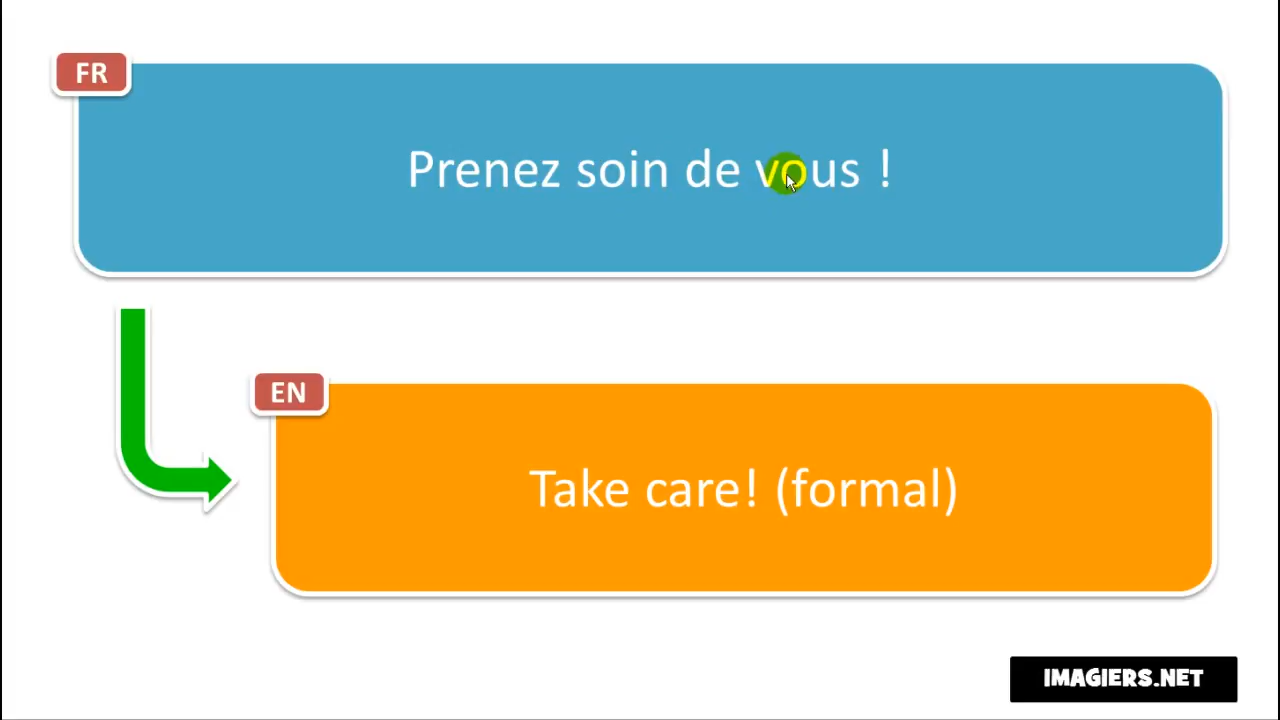 FR
Prenez soin de vous !
EN
Take care! (formal)
IMAGIERS.NET